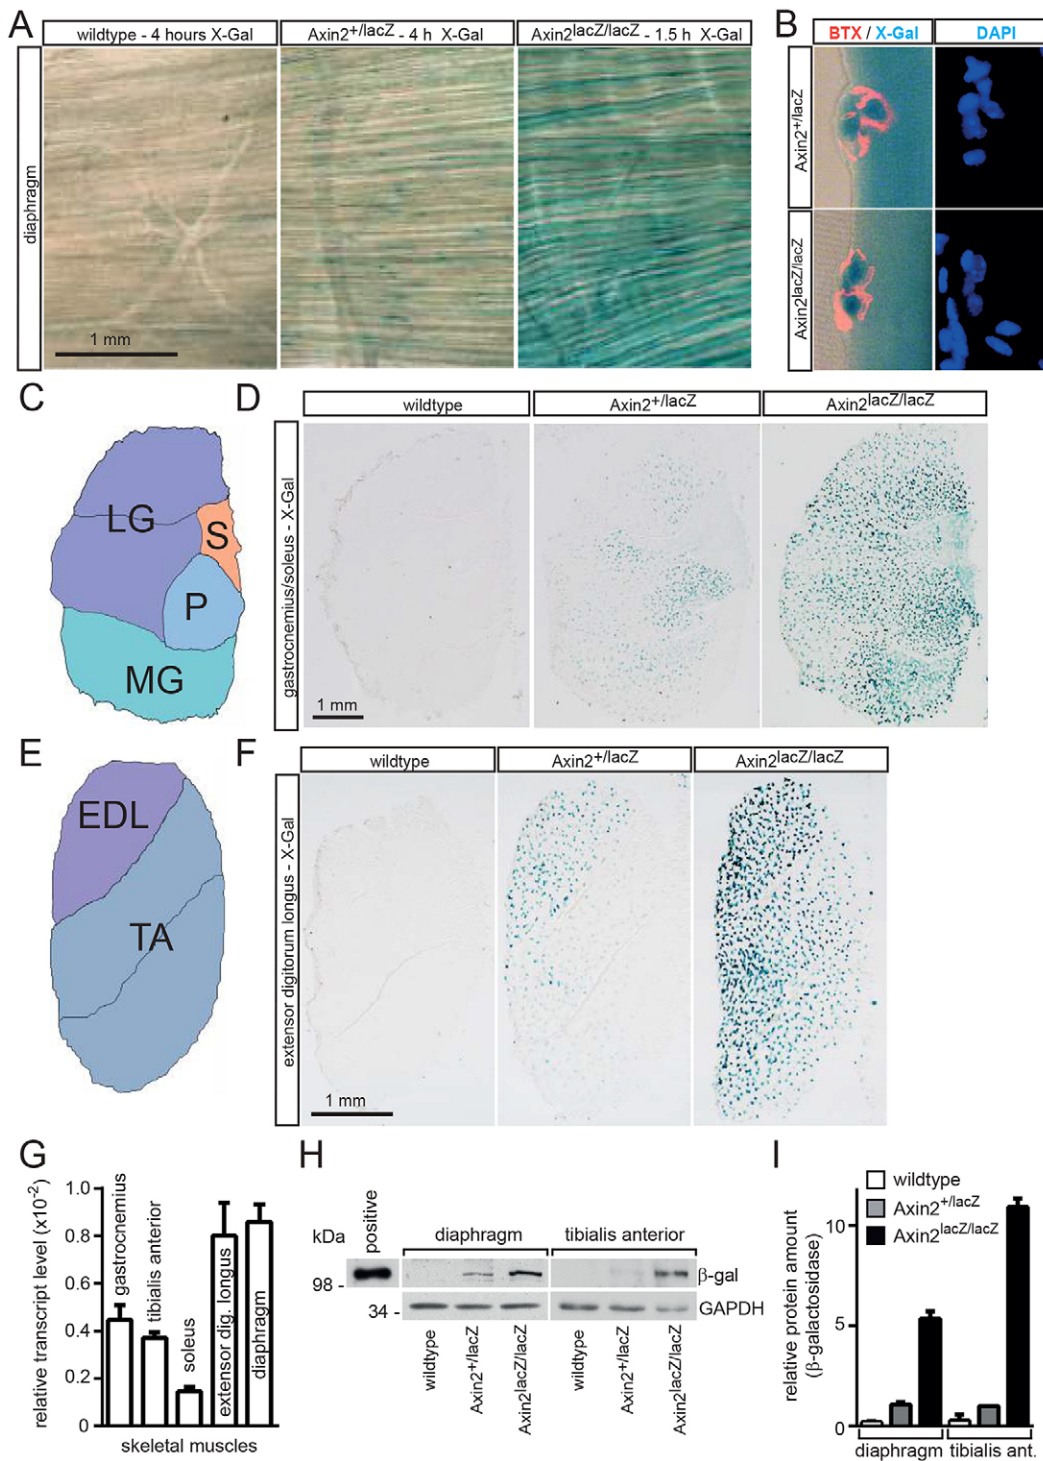 A
wildtype - 4 hours X-Gal
Axin2+/lacZ - 4 h X-Gal
Axin2lacZ/lacZ - 1.5 h X-Gal
diaphragm
1 mm
B
BTX / X-Gal
DAPI
Axin2+/lacZ
Axin2lacZ/lacZ
C
LG
S
P
MG
D
wildtype
Axin2+/lacZ
Axin2lacZ/lacZ
gastrocnemius/soleus - X-Gal
1 mm
E
EDL
TA
F
wildtype
Axin2+/lacZ
Axin2lacZ/lacZ
extensor digitorum longus - X-Gal
1 mm
G
relative transcript level (x10-2)
1.0
0.8
0.6
0.4
0.2
0
gastrocnemius
tibialis anterior
soleus
extensor dig. longus
diaphragm
skeletal muscles
H
kDa
positive
diaphragm
tibialis anterior
98 -
β-gal
34 -
GAPDH
wildtype
Axin2+/lacZ
Axin2lacZ/lacZ
wildtype
Axin2+/lacZ
Axin2lacZ/lacZ
I
wildtype
Axin2+/lacZ
Axin2lacZ/lacZ
relative protein amount
(β-galactosidase)
10
5
0
diaphragm
tibialis ant.